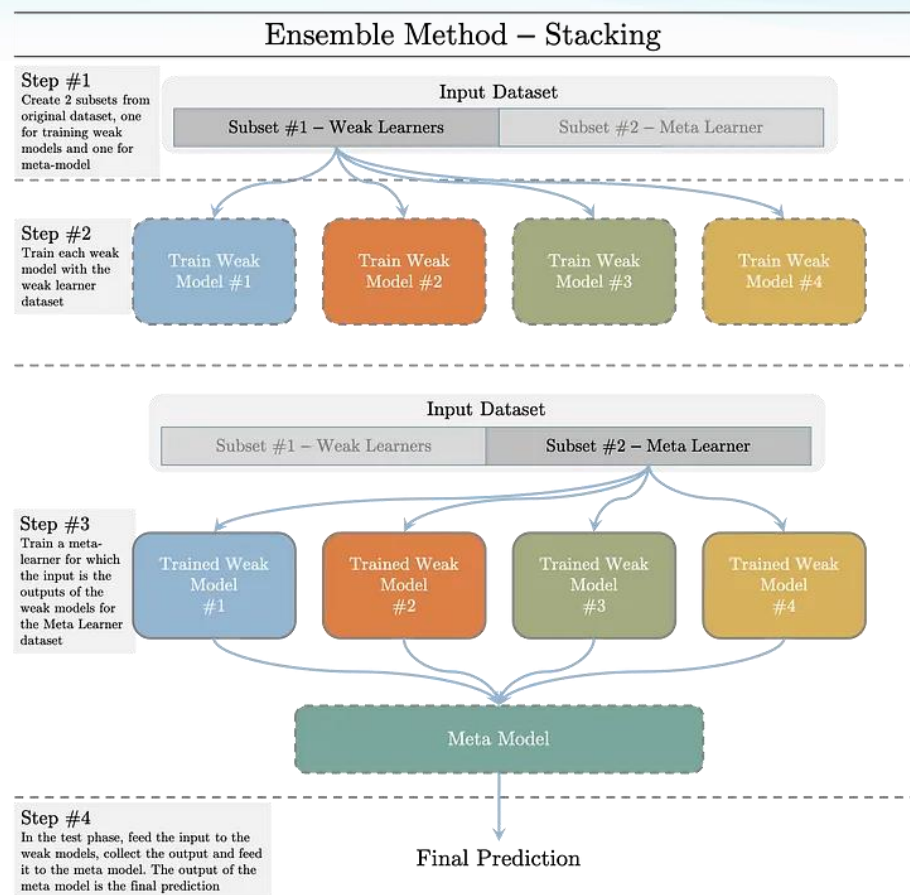 Ensemble Method – Stacking
Step #1
Create 2 subsets from
original dataset, one
for training weak
models and one for
meta-model
Input Dataset
Subset #1 – Weak Learners
Subset #2 – Meta Learner
Step #2
Train each weak
model with the
weak learner
dataset
Train Weak
Model #1
Train Weak
Model #2
Train Weak
Model #3
Train Weak
Model #4
Input Dataset
Subset #1 – Weak Learners
Subset #2 – Meta Learner
Step #3
Train a meta-
learner for which
the input is the
outputs of the
weak models for
the Meta Learner
dataset
Trained Weak
Model
#1
Trained Weak
Model
#2
Trained Weak
Model
#3
Trained Weak
Model
#4
Meta Model
Step #4
In the test phase, feed the input to the
weak models, collect the output and feed
it to the meta model. The output of the
meta model is the final prediction
Final Prediction